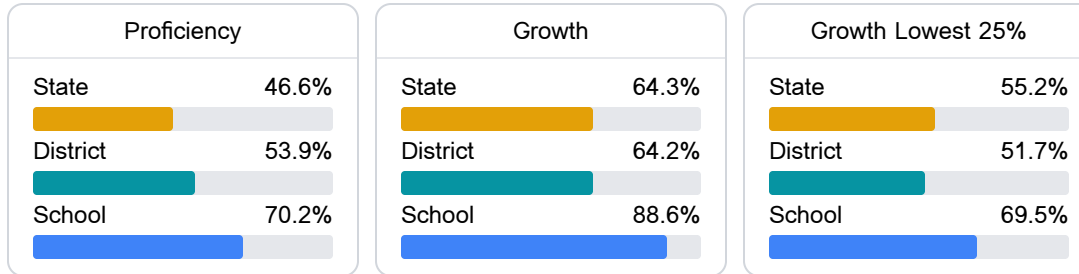 Proficiency
State 46.6%
District 53.9%
School 70.2%
Growth
State 64.3%
District 64.2%
School 88.6%
Growth Lowest 25%
State 55.2%
District 51.7%
School 69.5%